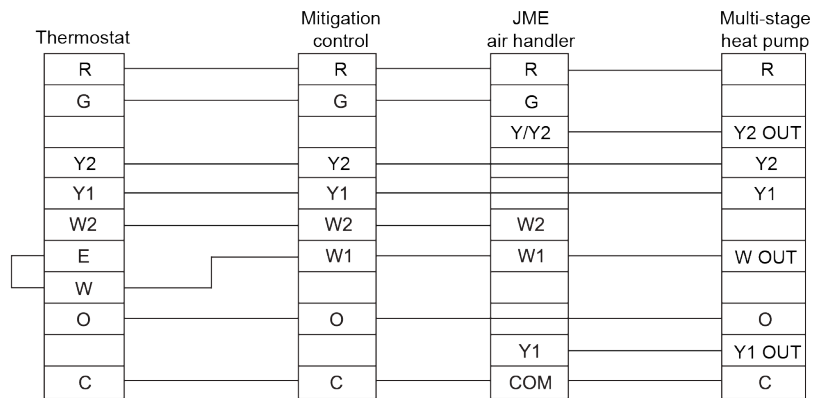 Thermostat
Mitigation
control
JME
air handler
Multi-stage
heat pump
R R R R
G G G
Y/Y2 Y2 OUT
Y2 Y2 Y2
Y1 Y1 Y1
W2 W2 W2
E W1 W1 W OUT
W
O O O
Y1 Y1 OUT
C C COM C